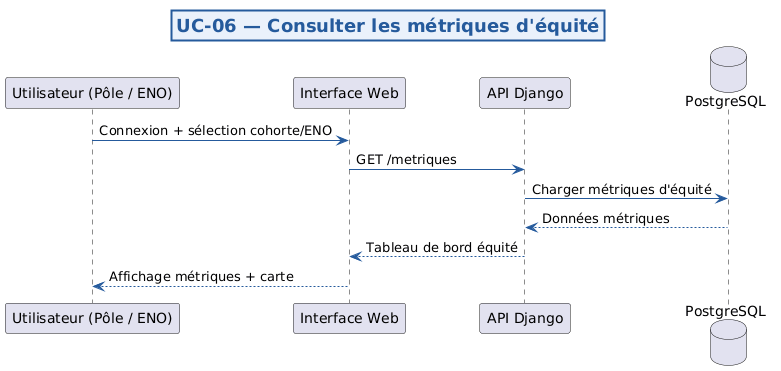 UC-06 — Consulter les métriques d'équité
Utilisateur (Pôle / ENO)
Interface Web
API Django
PostgreSQL
Connexion + sélection cohorte/ENO
GET /metriques
Charger métriques d'équité
Données métriques
Tableau de bord équité
Affichage métriques + carte
Utilisateur (Pôle / ENO)
Interface Web
API Django
PostgreSQL